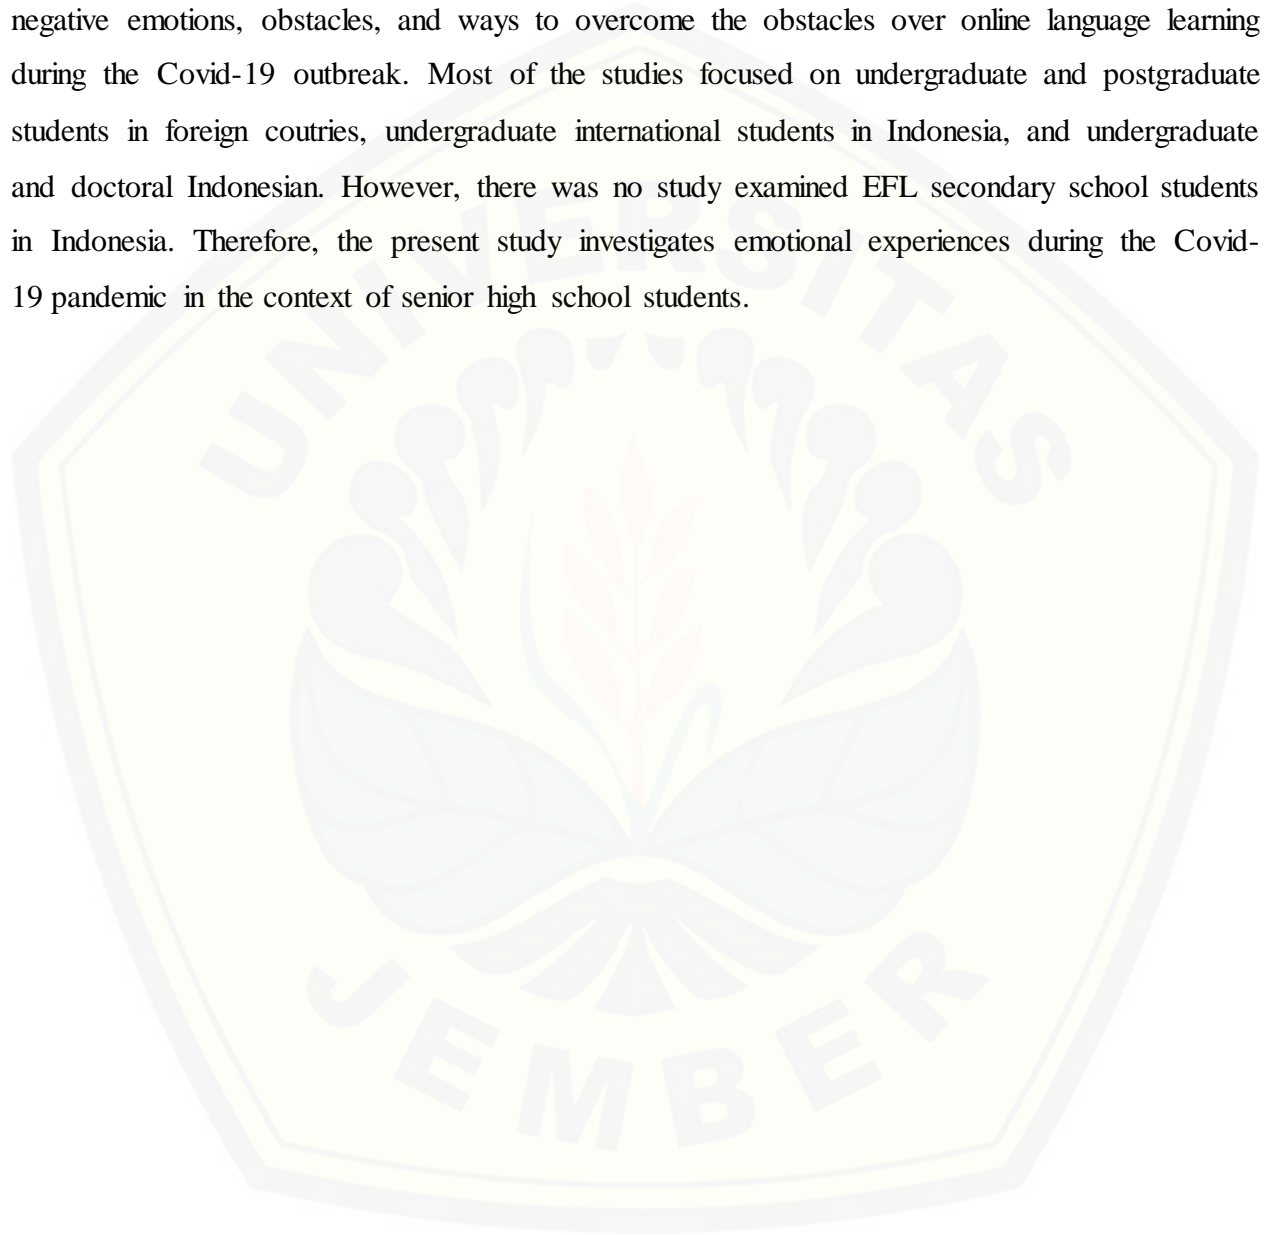 negative emotions, obstacles, and ways to overcome the obstacles over online language learning
during the Covid-19 outbreak. Most of the studies focused on undergraduate and postgraduate
students in foreign coutries, undergraduate international students in Indonesia, and undergraduate
and doctoral Indonesian. However, there was no study examined EFL secondary school students
in Indonesia. Therefore, the present study investigates emotional experiences during the Covid-
19 pandemic in the context of senior high school students.
UNIVERSITAS
JEMBER